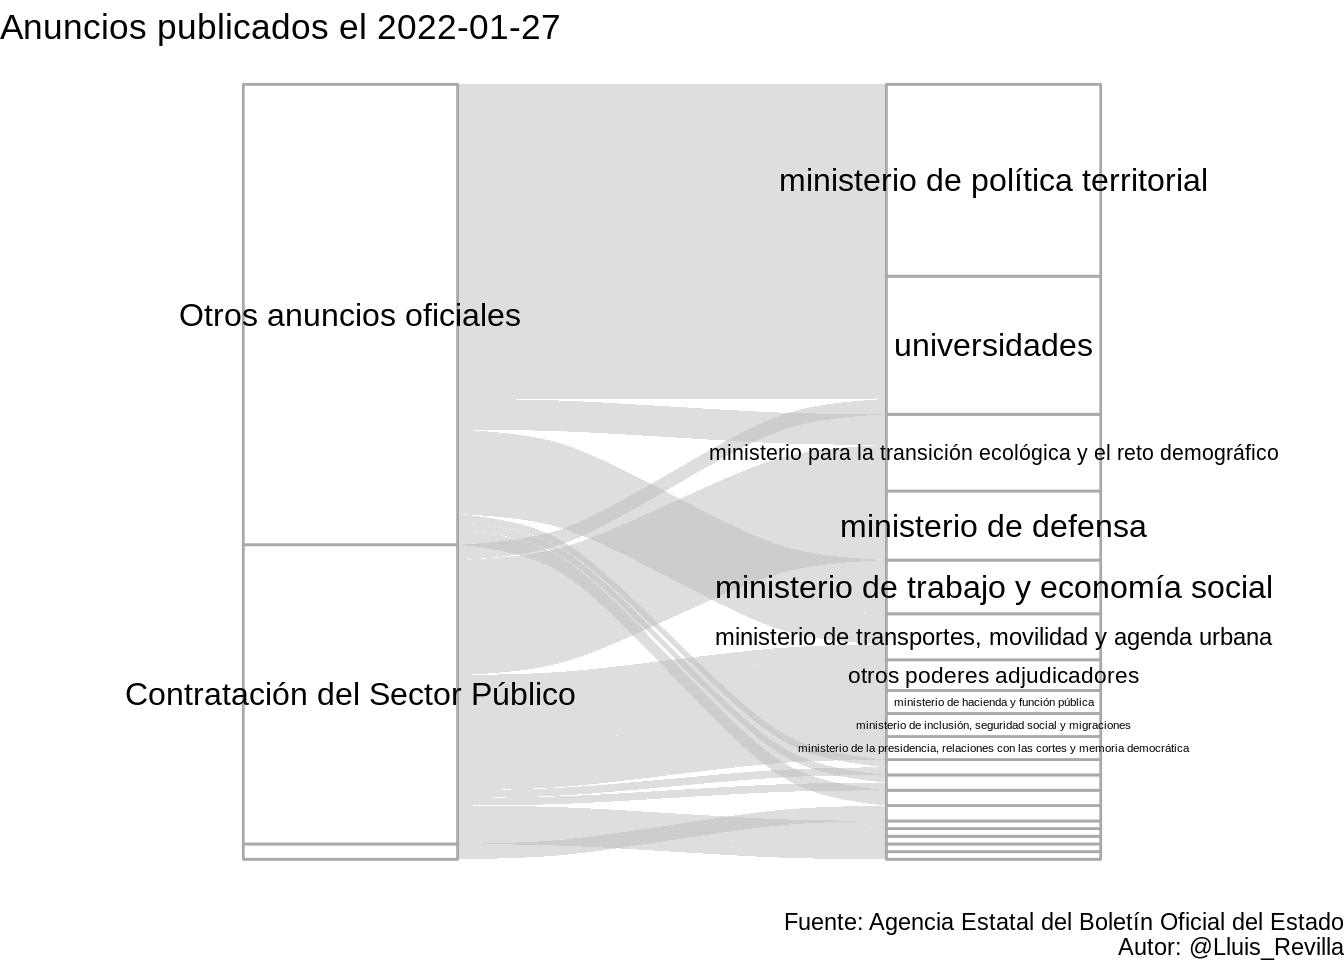 Anuncios publicados el 2022-01-27
ministerio de política territorial
Otros anuncios oficiales
universidades
ministerio para la transición ecológica y el reto demográfico
ministerio de defensa
ministerio de trabajo y economía social
ministerio de transportes, movilidad y agenda urbana
otros poderes adjudicadores
Contratación del Sector Público
ministerio de hacienda y función pública
ministerio de inclusión, seguridad social y migraciones
ministerio de la presidencia, relaciones con las cortes y memoria democrática
Fuente: Agencia Estatal del Boletín Oficial del Estado
Autor: @Lluis_Revilla